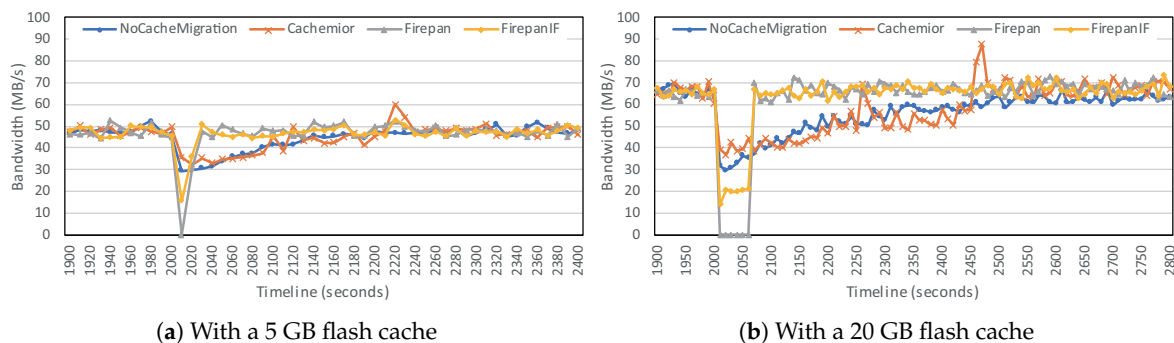 NoCacheMigration Cachemior Firepan FirepanIF
Bandwidth (MB/s)
100
90
80
70
60
50
40
30
20
10
0
1900 1920 1940 1960 1980 2000 2020 2040 2060 2080 2100 2120 2140 2160 2180 2200 2220 2240 2260 2280 2300 2320 2340 2360 2380 2400
Timeline (seconds)
(a) With a 5 GB flash cache
NoCacheMigration Cachemior Firepan FirepanIF
Bandwidth (MB/s)
100
90
80
70
60
50
40
30
20
10
0
1900 1950 2000 2050 2100 2150 2200 2250 2300 2350 2400 2450 2500 2550 2600 2650 2700 2750 2800
Timeline (seconds)
(b) With a 20 GB flash cache